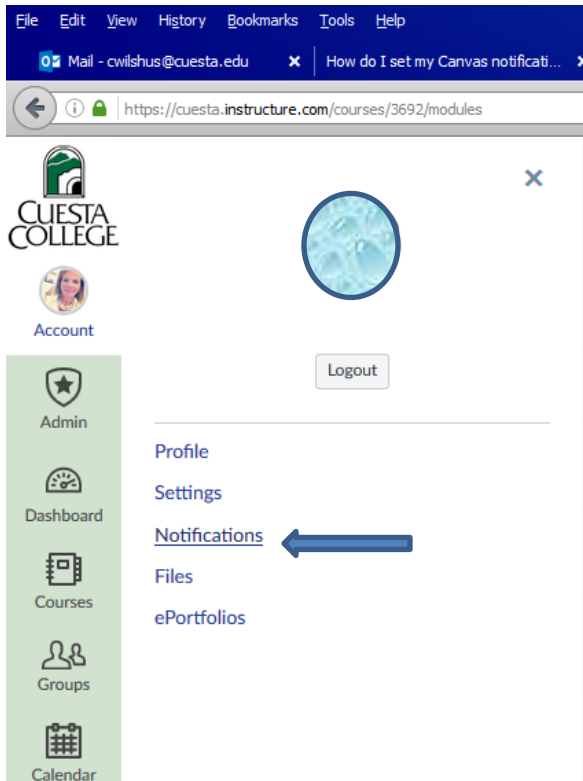 File Edit View History Bookmarks Tools Help
Mail - cwilshus@cuesta.edu × How do I set my Canvas notificati...
https://cuesta.instructure.com/courses/3692/modules
CUESTA
COLLEGE
Account
Logout
Admin
Dashboard
Courses
Groups
Calendar
Profile
Settings
Notifications
Files
ePortfolios